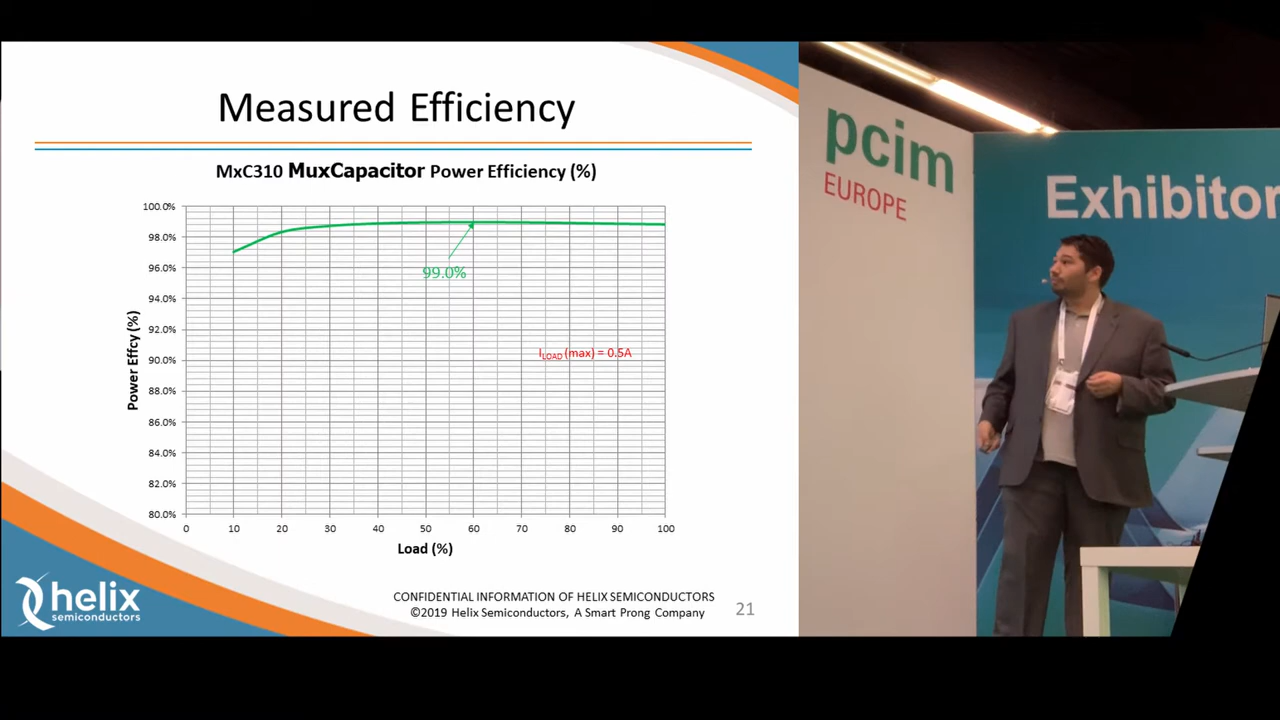 Measured Efficiency
MxC310 MuxCapacitor Power Efficiency (%)
100.0%
98.0%
96.0%
94.0%
92.0%
90.0%
88.0%
86.0%
84.0%
82.0%
80.0%
Power Effcy (%)
99.0%
ILOAD (max) = 0.5A
0 10 20 30 40 50 60 70 80 90 100
Load (%)
helix
semiconductors
CONFIDENTIAL INFORMATION OF HELIX SEMICONDUCTORS
©2019 Helix Semiconductors, A Smart Prong Company
21
pcim
EUROPE
Exhibitor